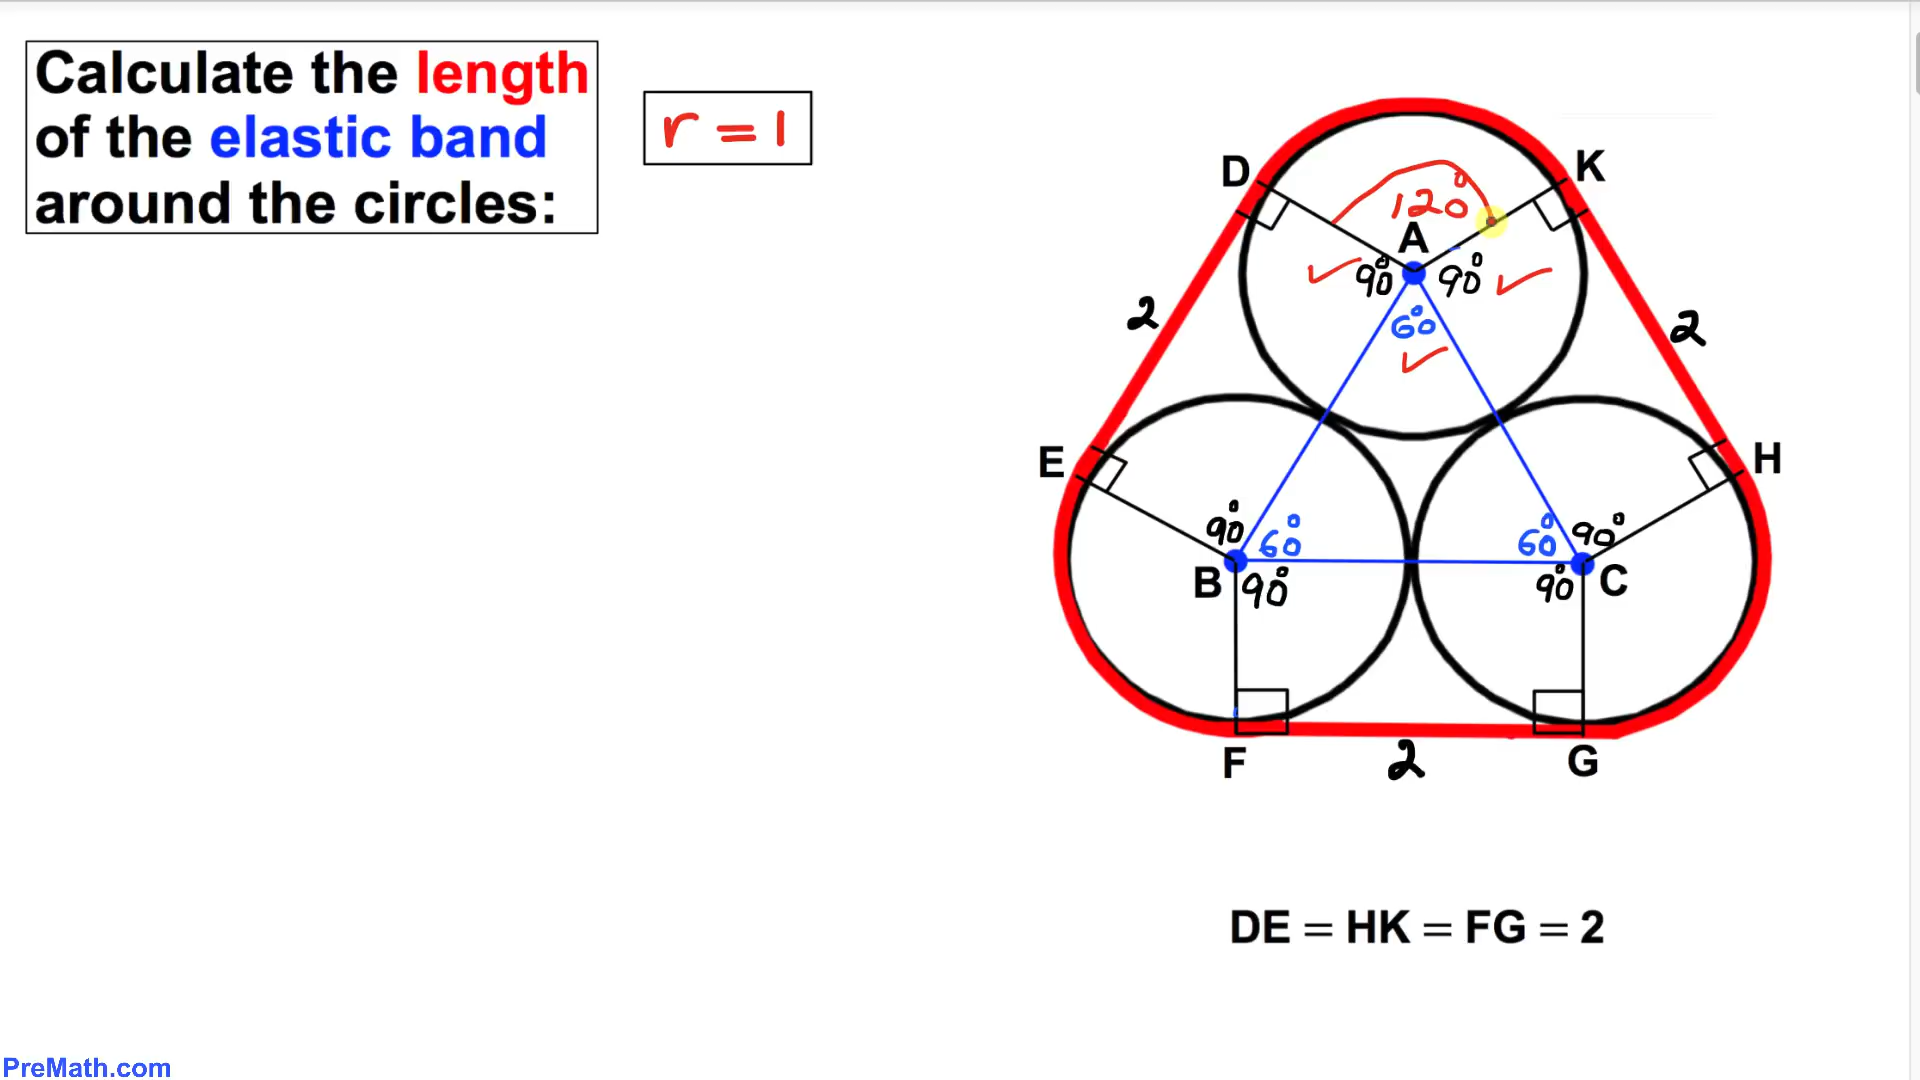 Calculate the length
of the elastic band
around the circles:
r = 1
D
K
120°
A
90° 90°
60°
2
2
E
H
90° 60°
60° 90°
B 90°
90° C
F
2
G
DE = HK = FG = 2
PreMath.com